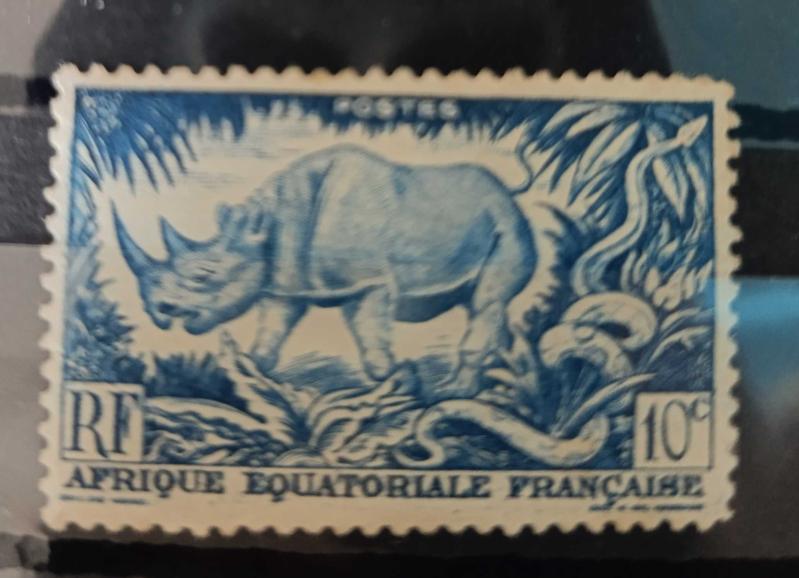 POSTES
RF
10c
AFRIQUE EQUATORIALE FRANÇAISE